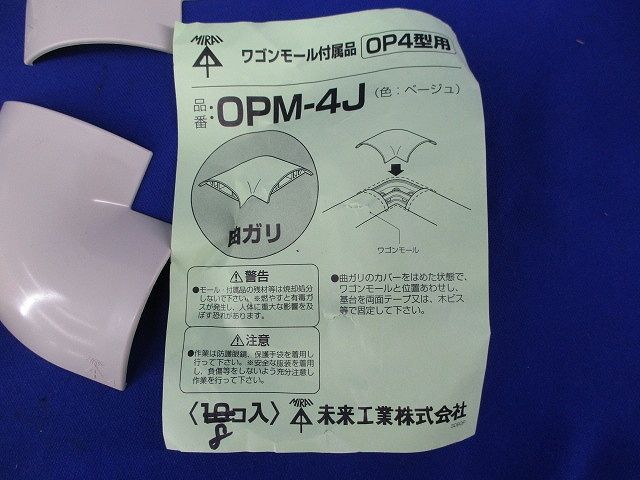 MIRAI
ワゴンモール付属品 OP4型用
品番:OPM-4J (色:ベージュ)
曲ガリ
ワゴンモール
⚠警告
●モール・付属品の残材等は焼却処分
しないで下さい。※燃やすと有毒ガ
スが発生し、人体に重大な影響を及
ぼす恐れがあります。
⚠注意
●作業は防護眼鏡、保護手袋を着用し
行って下さい。※安全な服装を着用
し、負傷等をしないよう充分注意し
作業を行って下さい。
●曲ガリのカバーをはめた状態で、
ワゴンモールと位置あわせし、
基台を両面テープ又は、木ビス
等で固定して下さい。
〈10コ入〉 MIRAI 未来工業株式会社
8